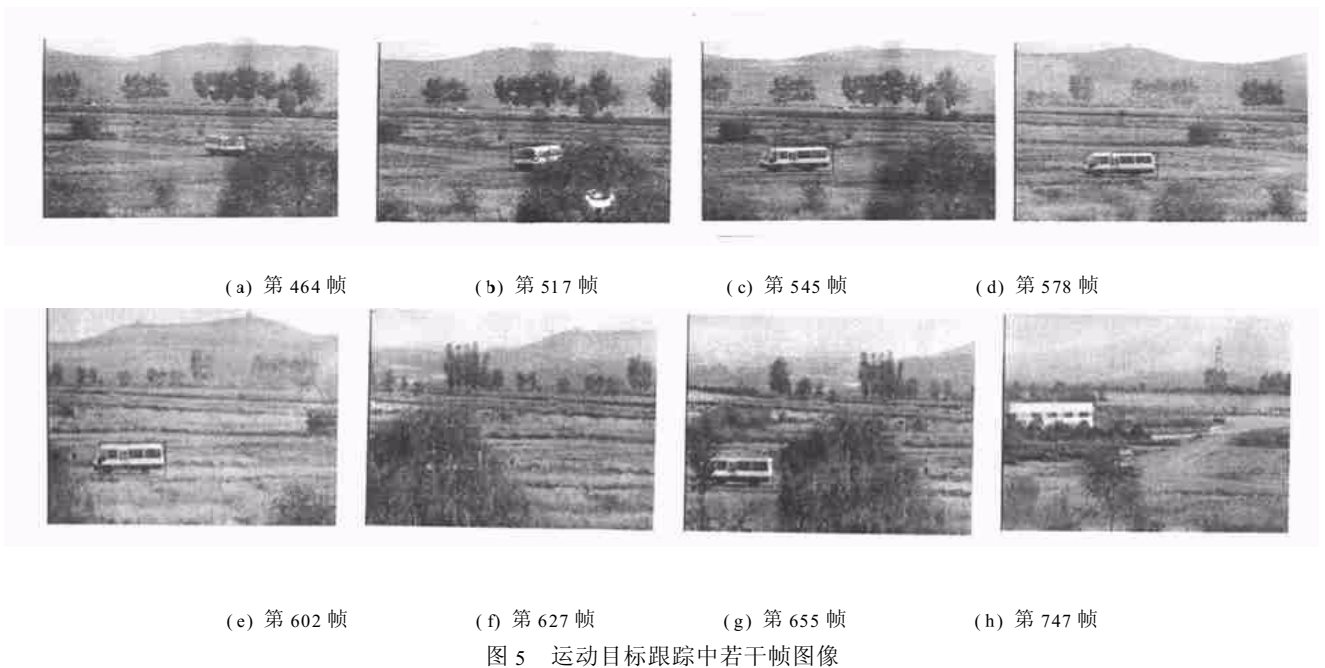 (a) 第 464 帧 (b) 第 517 帧 (c) 第 545 帧 (d) 第 578 帧
(e) 第 602 帧 (f) 第 627 帧 (g) 第 655 帧 (h) 第 747 帧
图 5 运动目标跟踪中若干帧图像